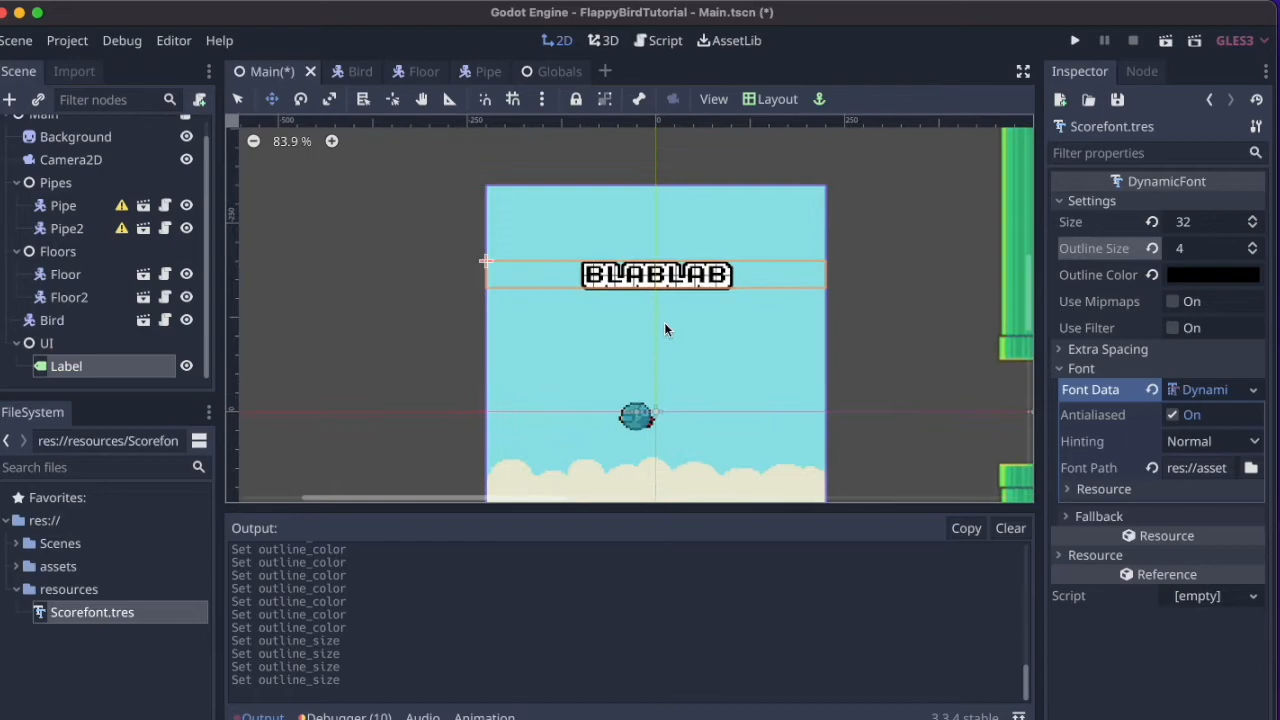 Godot Engine - FlappyBirdTutorial - Main.tscn (*)
Scene Project Debug Editor Help 2D 3D Script AssetLib GLES3
Scene Import Main(*) Bird Floor Pipe Globals Inspector Node
Filter nodes View Layout
-500 -250 0 250
Main
Scorefont.tres
Background
83.9 %
Filter properties
Camera2D
Pipes
DynamicFont
Pipe
Settings
Pipe2
Size 32
Floors
Outline Size 4
Floor
BLABLAB
Outline Color
Floor2
Use Mipmaps On
Bird
Use Filter On
UI
Extra Spacing
Label
Font
Font Data Dynami
FileSystem
Antialiased On
res://resources/Scorefon
Hinting Normal
Search files
Font Path res://asset
Favorites:
Resource
res://
Output: Copy Clear
Fallback
Scenes
Resource
assets
Resource
resources
Reference
Scorefont.tres
Script [empty]
Set outline_color
Set outline_color
Set outline_color
Set outline_color
Set outline_color
Set outline_color
Set outline_color
Set outline_size
Set outline_size
Set outline_size
Set outline_size
Output Debugger (10) Audio Animation 3.3.4.stable